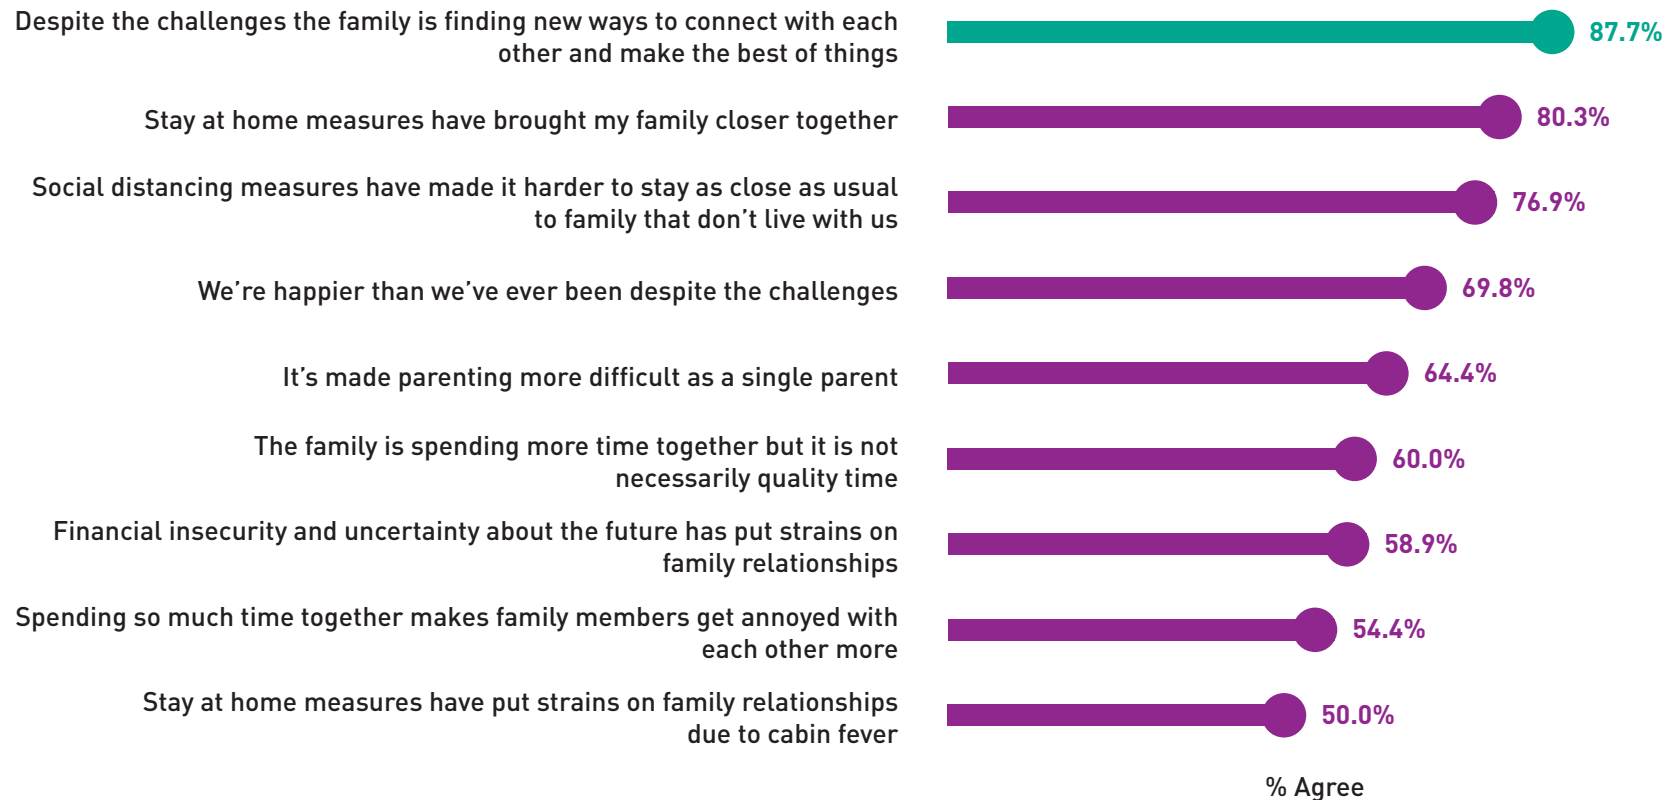 Despite the challenges the family is finding new ways to connect with each
other and make the best of things
87.7%
Stay at home measures have brought my family closer together
80.3%
Social distancing measures have made it harder to stay as close as usual
to family that don’t live with us
76.9%
We’re happier than we’ve ever been despite the challenges
69.8%
It’s made parenting more difficult as a single parent
64.4%
The family is spending more time together but it is not
necessarily quality time
60.0%
Financial insecurity and uncertainty about the future has put strains on
family relationships
58.9%
Spending so much time together makes family members get annoyed with
each other more
54.4%
Stay at home measures have put strains on family relationships
due to cabin fever
50.0%
% Agree